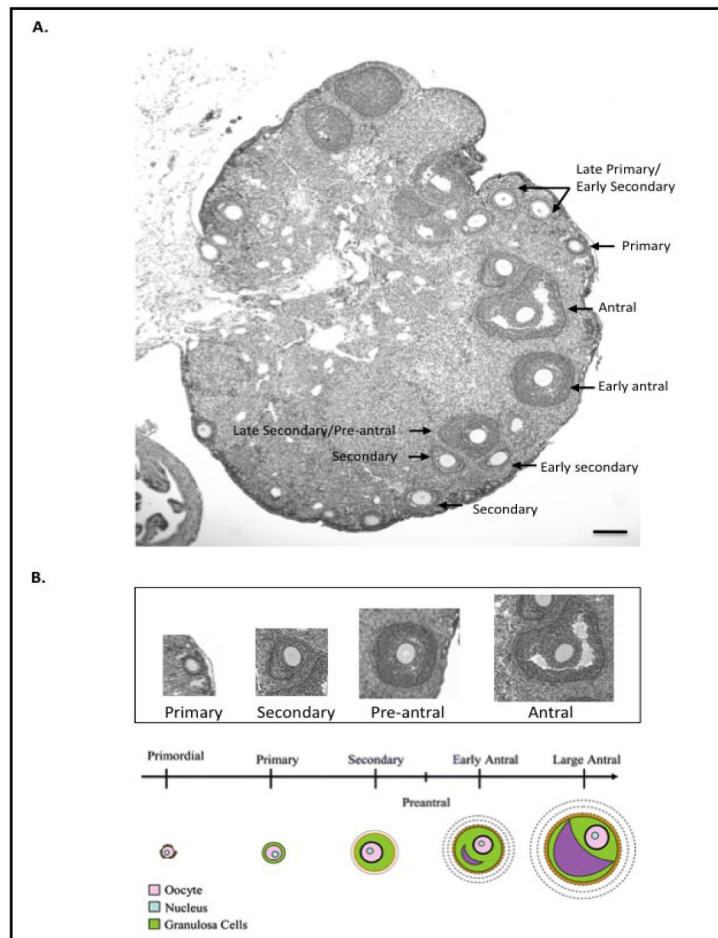 A.
Late Primary/
Early Secondary
Primary
Antral
Early antral
Late Secondary/Pre-antral
Secondary
Early secondary
Secondary
B.
Primary
Secondary
Pre-antral
Antral
Primordial
Primary
Secondary
Early Antral
Large Antral
Preantral
Oocyte
Nucleus
Granulosa Cells